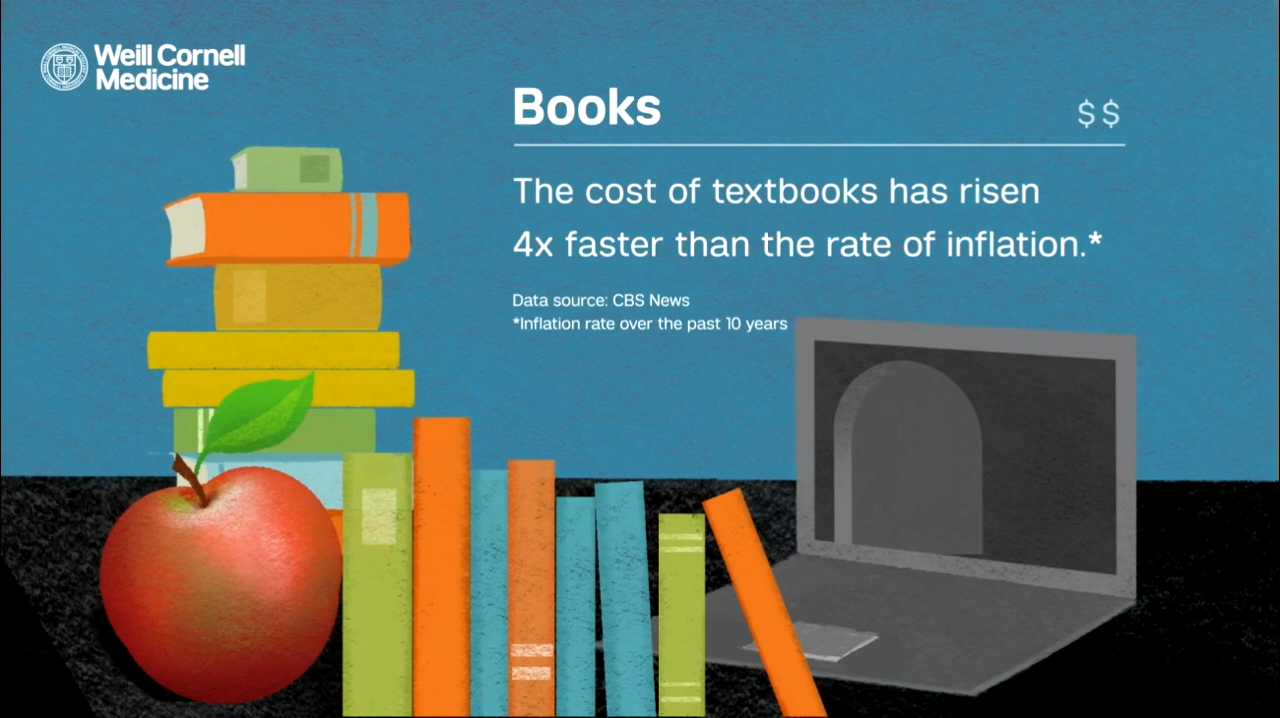 Weill Cornell
Medicine
Books
$$
The cost of textbooks has risen
4x faster than the rate of inflation.*
Data source: CBS News
*Inflation rate over the past 10 years